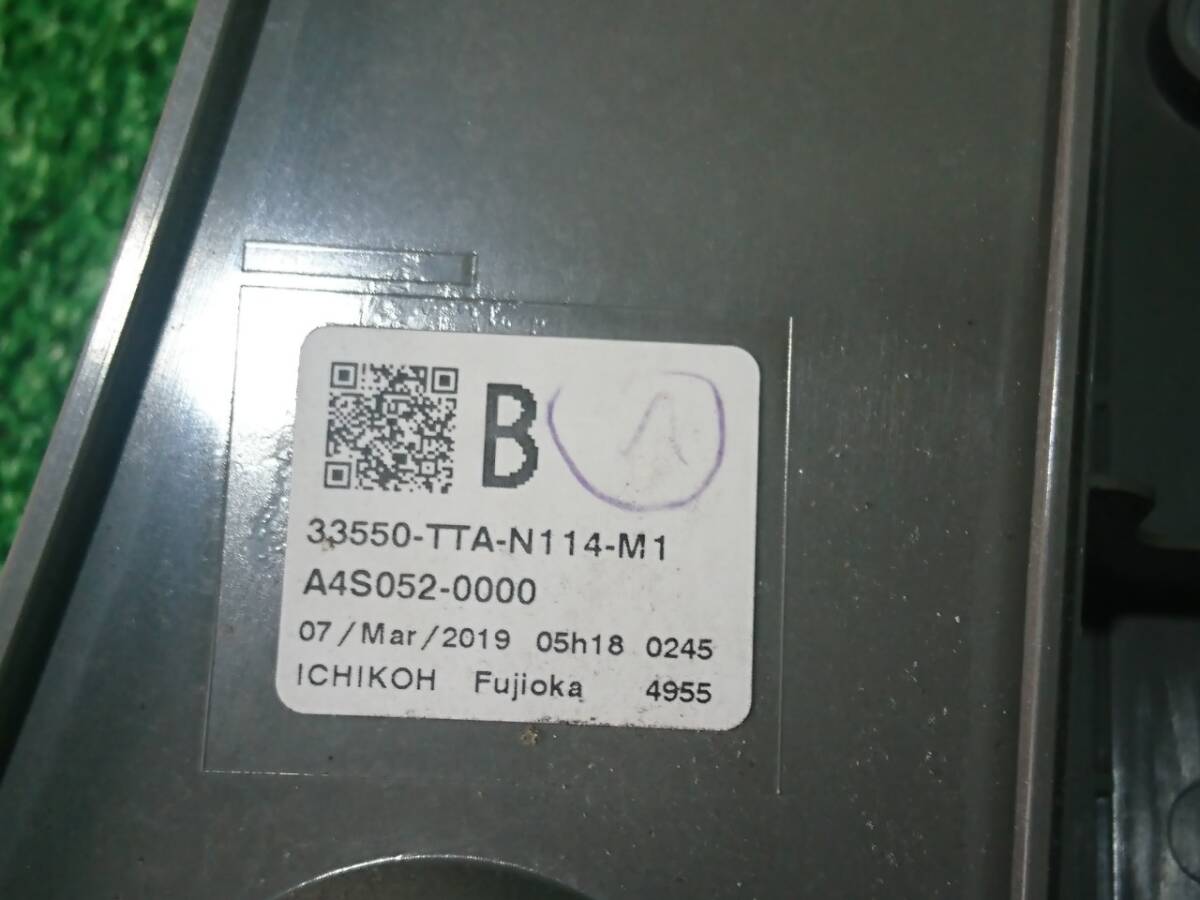 B
33550-TTA-N114-M1
A4S052-0000
07/Mar/2019 05h18 0245
ICHIKOH Fujioka 4955